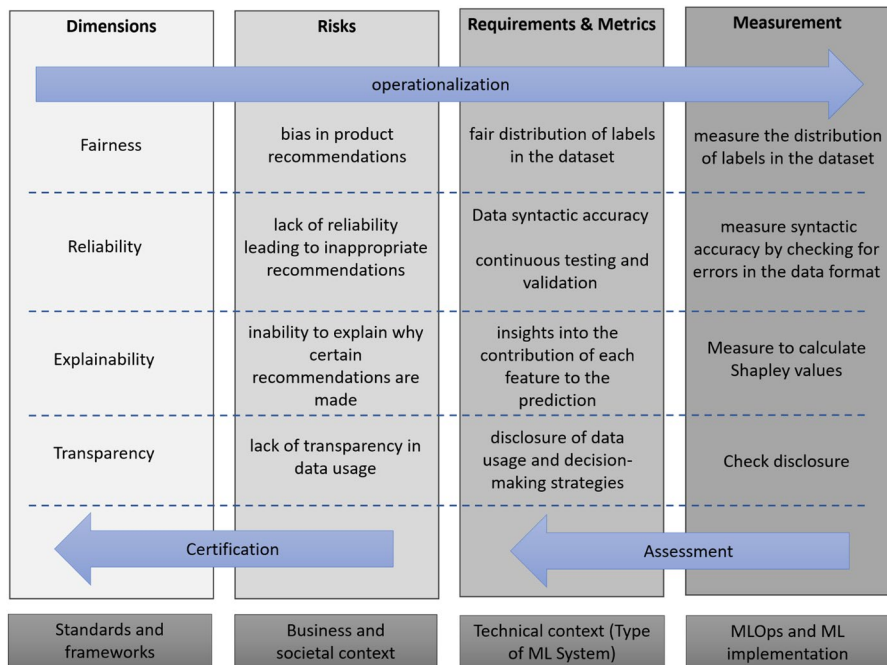 Dimensions
Risks
Requirements & Metrics
Measurement
operationalization
Fairness
bias in product
recommendations
fair distribution of labels
in the dataset
measure the distribution
of labels in the dataset
Reliability
lack of reliability
leading to inappropriate
recommendations
Data syntactic accuracy
continuous testing and
validation
measure syntactic
accuracy by checking for
errors in the data format
Explainability
inability to explain why
certain
recommendations are
made
insights into the
contribution of each
feature to the
prediction
Measure to calculate
Shapley values
Transparency
lack of transparency in
data usage
disclosure of data
usage and decision-
making strategies
Check disclosure
Certification
Assessment
Standards and
frameworks
Business and
societal context
Technical context (Type
of ML System)
MLOps and ML
implementation